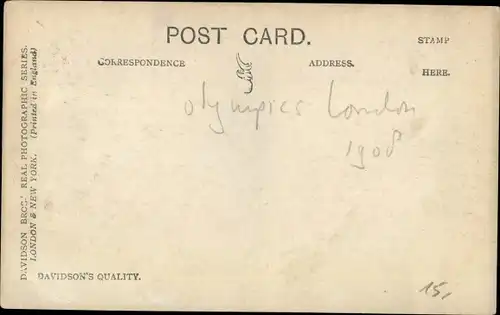 POST CARD.
STAMP
HERE.
CORRESPONDENCE
ADDRESS.
Olympics London
1908
DAVIDSON BROS' REAL PHOTOGRAPHIC SERIES.
LONDON & NEW YORK. (Printed in England)
DAVIDSON'S QUALITY.
15,